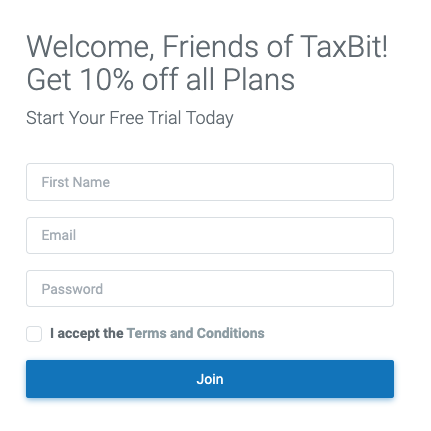 Welcome, Friends of TaxBit!
Get 10% off all Plans
Start Your Free Trial Today
First Name
Email
Password
I accept the Terms and Conditions
Join